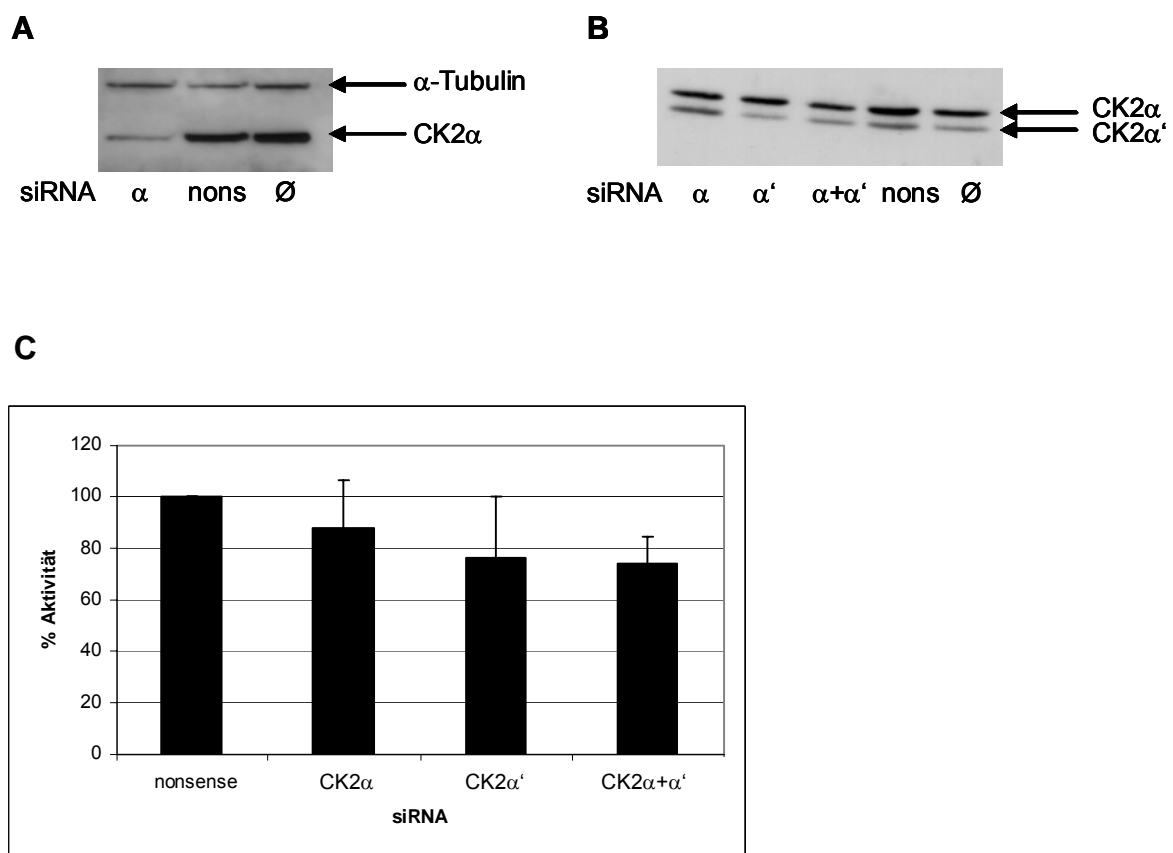 A
α-Tubulin
CK2α
siRNA α nons Ø
B
CK2α
CK2α‘
siRNA α α‘ α+α‘ nons Ø
C
120
100
80
60
40
20
0
% Aktivität
nonsense CK2α CK2α‘ CK2α+α‘
siRNA